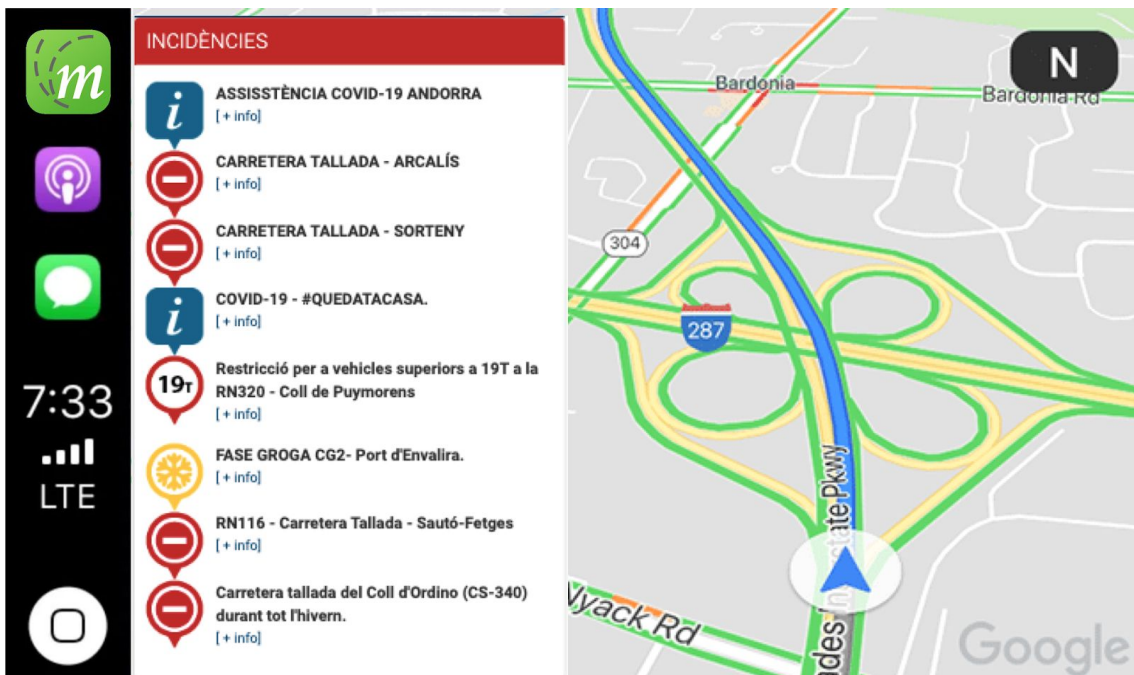 m
7:33
LTE
INCIDÈNCIES
i
ASSISSTÈNCIA COVID-19 ANDORRA
[+ info]
CARRETERA TALLADA - ARCALÍS
[+ info]
CARRETERA TALLADA - SORTENY
[+ info]
i
COVID-19 - #QUEDATACASA.
[+ info]
19T
Restricció per a vehicles superiors a 19T a la
RN320 - Coll de Puymorens
[+ info]
FASE GROGA CG2- Port d'Envalira.
[+ info]
RN116 - Carretera Tallada - Sautó-Fetges
[+ info]
Carretera tallada del Coll d'Ordino (CS-340)
durant tot l'hivern.
[+ info]
N
Bardonia
Bardonia Rd
304
287
Pkwy
Nyack Rd
Google